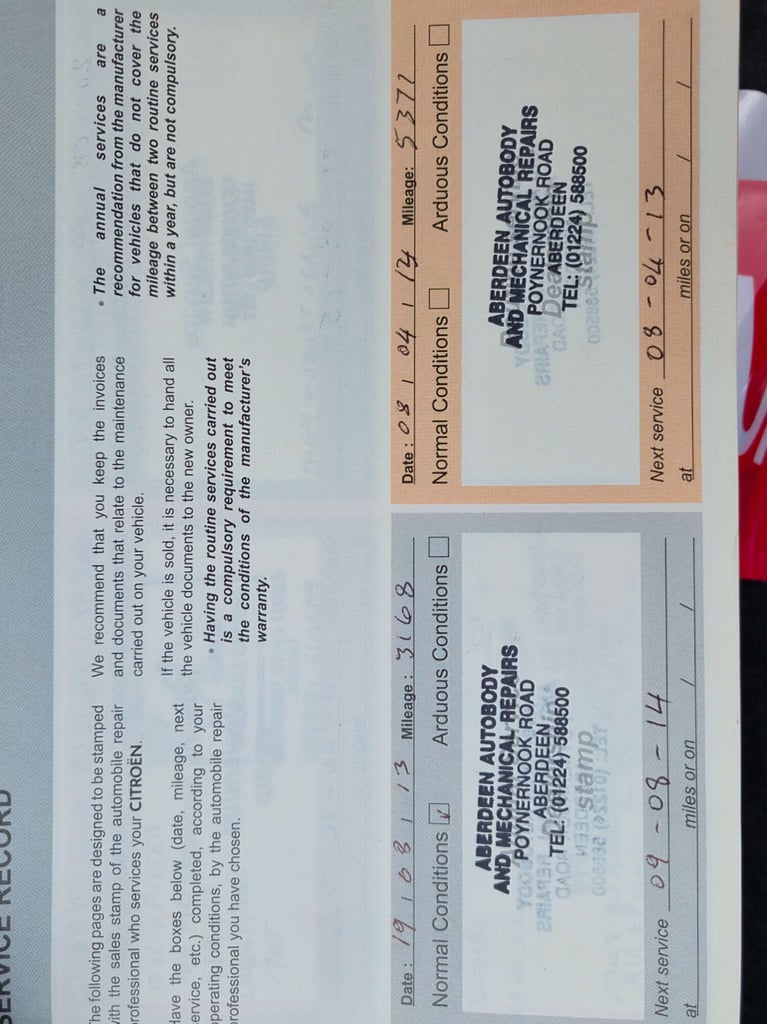 SERVICE RECORD
The following pages are designed to be stamped
with the sales stamp of the automobile repair
professional who services your CITROËN.
Have the boxes below (date, mileage, next
service, etc.) completed, according to your
operating conditions, by the automobile repair
professional you have chosen.
We recommend that you keep the invoices
and documents that relate to the maintenance
carried out on your vehicle.
If the vehicle is sold, it is necessary to hand all
the vehicle documents to the new owner.
• Having the routine services carried out
is a compulsory requirement to meet
the conditions of the manufacturer's
warranty.
• The annual services are a
recommendation from the manufacturer
for vehicles that do not cover the
mileage between two routine services
within a year, but are not compulsory.
Date: 19 / 08 / 13 Mileage: 3168
Normal Conditions ✓ Arduous Conditions
ABERDEEN AUTOBODY
AND MECHANICAL REPAIRS
POYNERNOOK ROAD
ABERDEEN
TEL: (01224) 588500
stamp
Next service 09 - 08 - 14
at miles or on / /
Date: 08 / 04 / Mileage: 5377
Normal Conditions Arduous Conditions
ABERDEEN AUTOBODY
AND MECHANICAL REPAIRS
POYNERNOOK ROAD
ABERDEEN
TEL: (01224) 588500
stamp
Next service 08 - 04 - 13
at miles or on / /